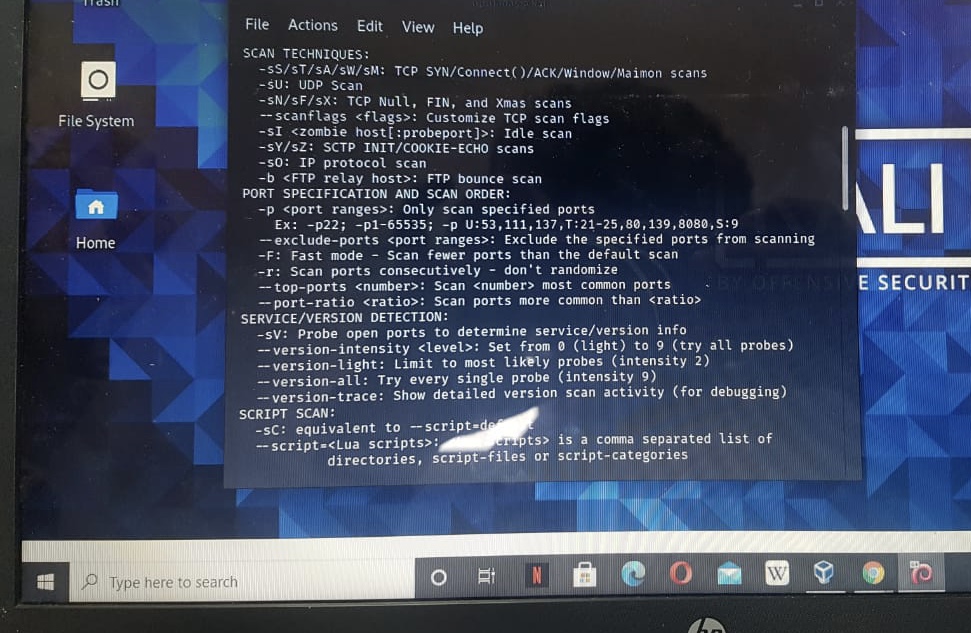 Trash
File Actions Edit View Help
SCAN TECHNIQUES:
-sS/sT/sA/sW/sM: TCP SYN/Connect()/ACK/Window/Maimon scans
-sU: UDP Scan
-sN/sF/sX: TCP Null, FIN, and Xmas scans
--scanflags <flags>: Customize TCP scan flags
-sI <zombie host[:probeport]>: Idle scan
-sY/sZ: SCTP INIT/COOKIE-ECHO scans
-sO: IP protocol scan
-b <FTP relay host>: FTP bounce scan
PORT SPECIFICATION AND SCAN ORDER:
-p <port ranges>: Only scan specified ports
Ex: -p22; -p1-65535; -p U:53,111,137,T:21-25,80,139,8080,S:9
--exclude-ports <port ranges>: Exclude the specified ports from scanning
-F: Fast mode - Scan fewer ports than the default scan
-r: Scan ports consecutively - don't randomize
--top-ports <number>: Scan <number> most common ports
--port-ratio <ratio>: Scan ports more common than <ratio>
SERVICE/VERSION DETECTION:
-sV: Probe open ports to determine service/version info
--version-intensity <level>: Set from 0 (light) to 9 (try all probes)
--version-light: Limit to most likely probes (intensity 2)
--version-all: Try every single probe (intensity 9)
--version-trace: Show detailed version scan activity (for debugging)
SCRIPT SCAN:
-sC: equivalent to --script=
--script=<Lua scripts>: is a comma separated list of
directories, script-files or script-categories
File System
Home
ALI
BY OFFENSIVE SECURIT
Type here to search
N
W
hp